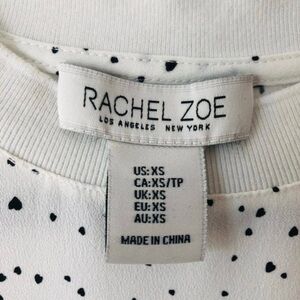 RACHEL ZOE
LOS ANGELES NEW YORK
US:XS
CA:XS/TP
UK:XS
EU:XS
AU:XS
MADE IN CHINA